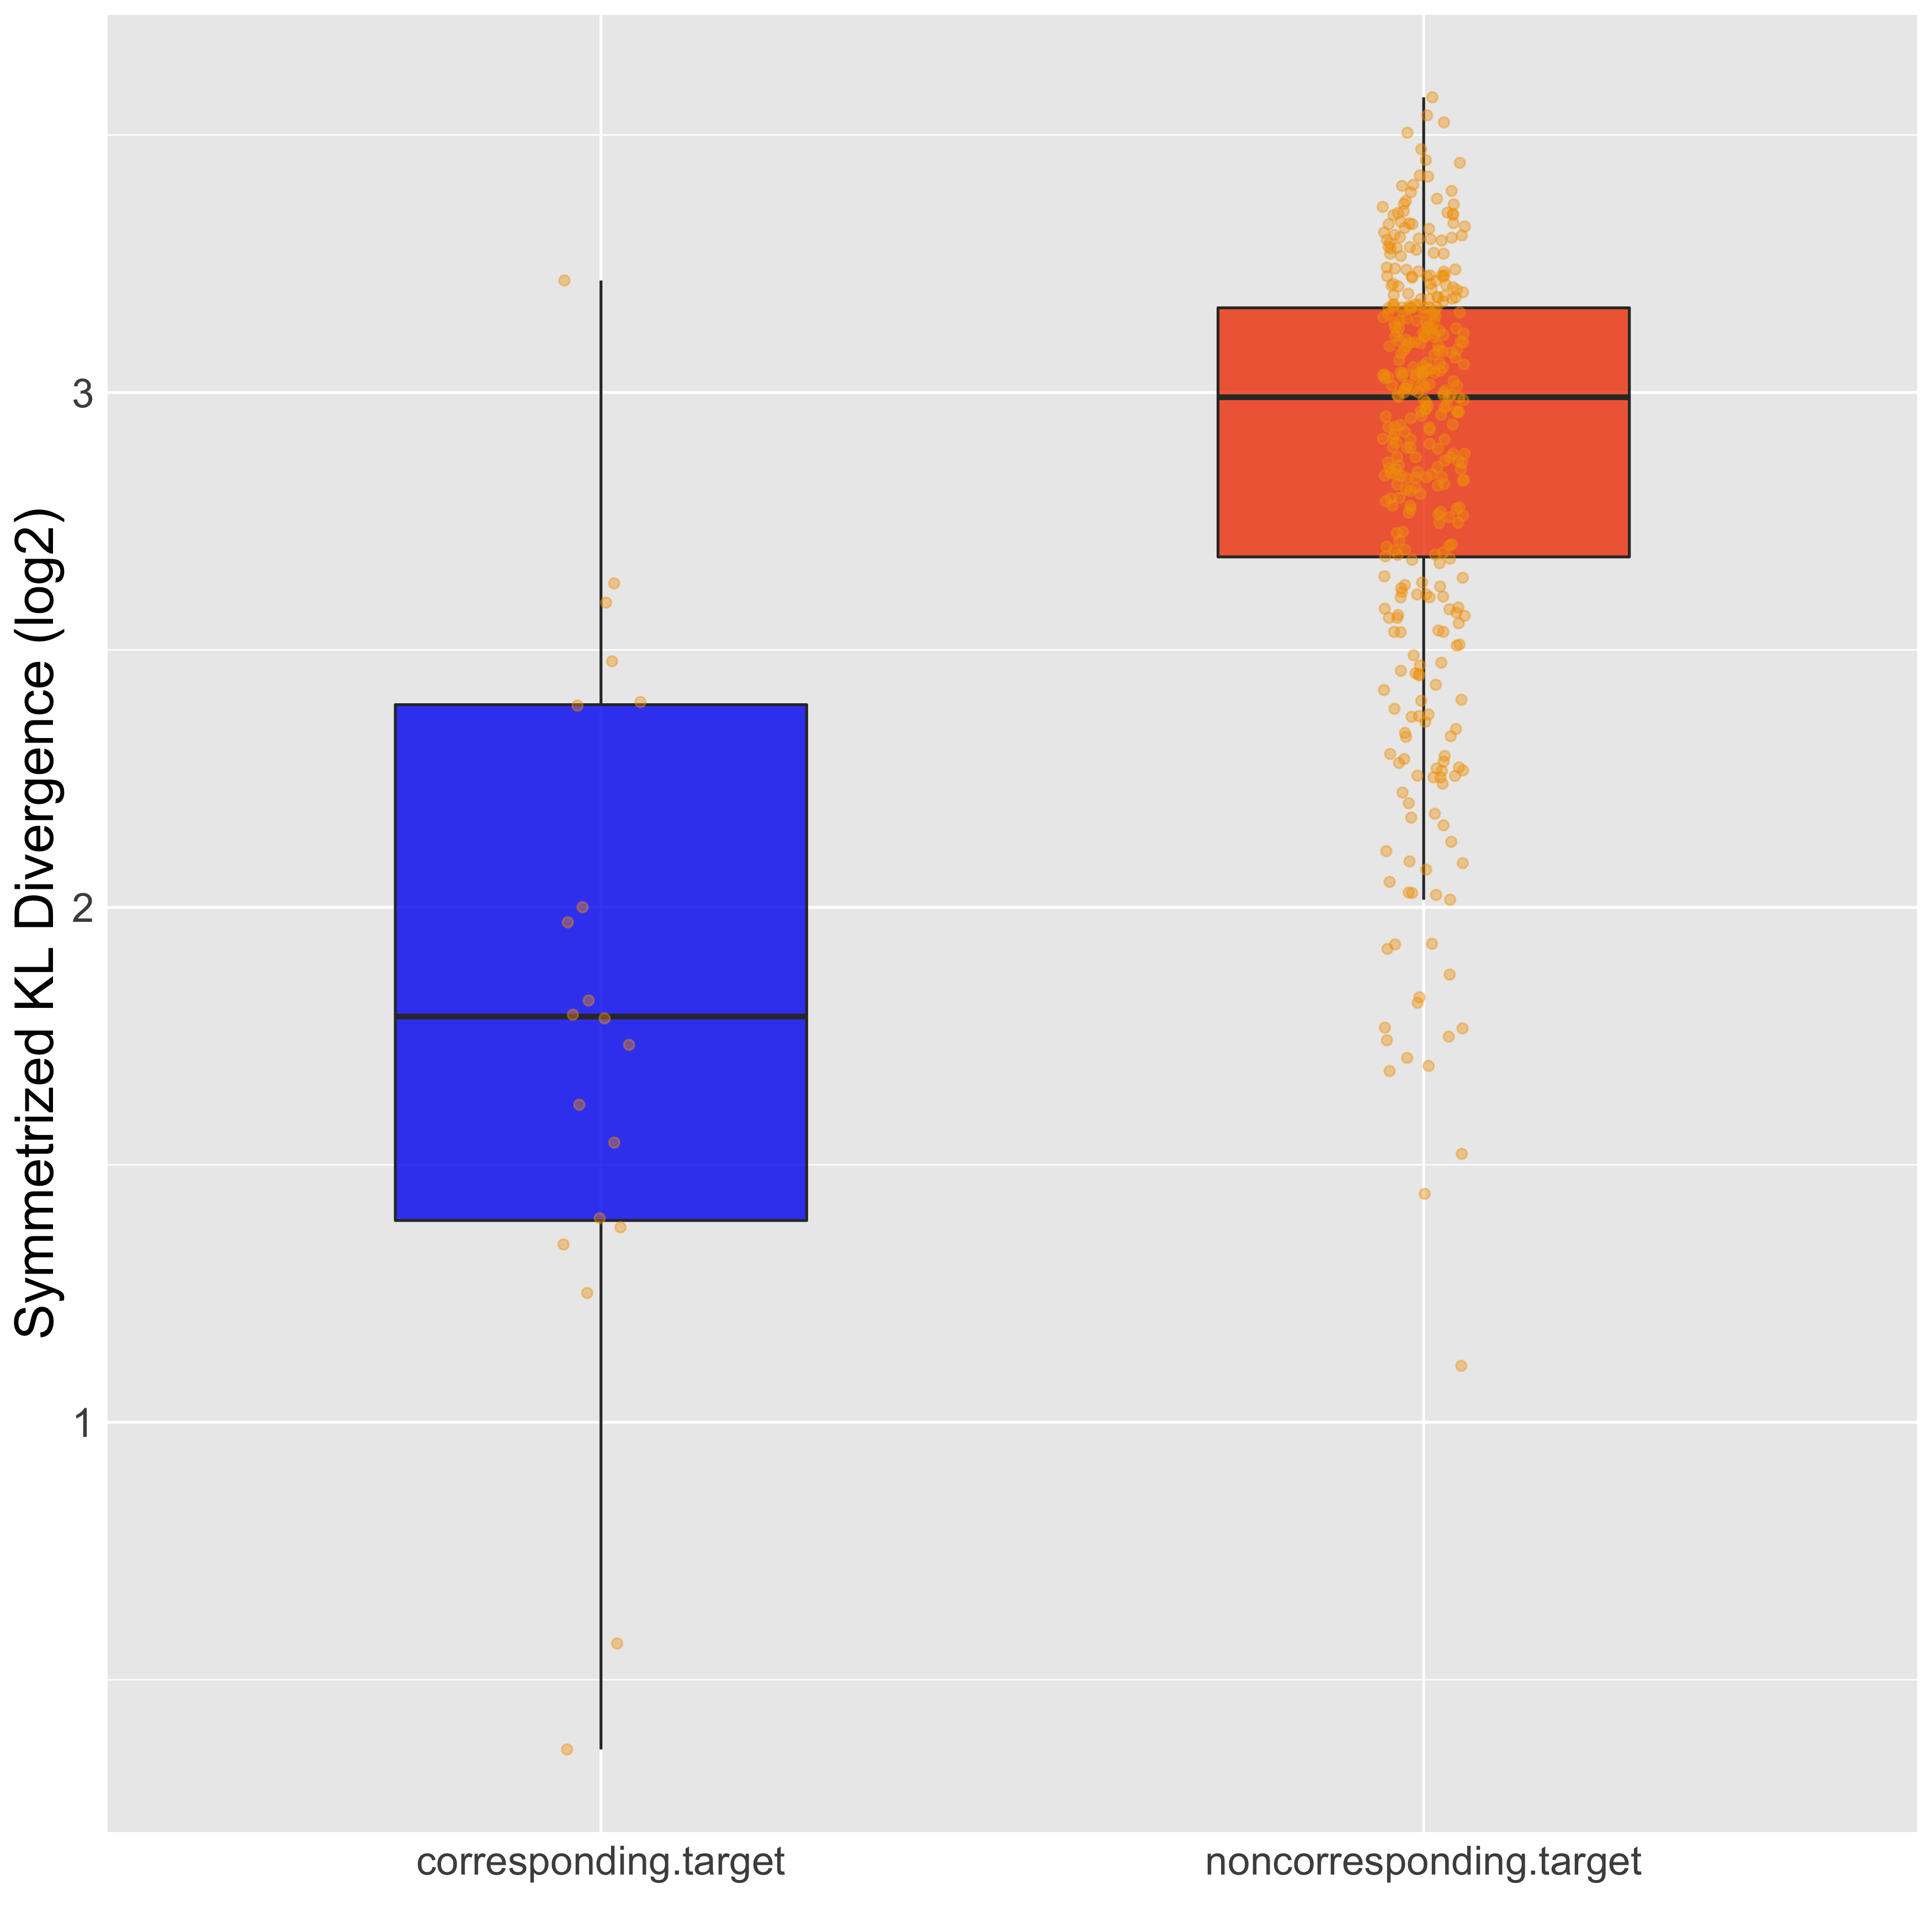 Symmetrized KL Divergence (log2)
3
2
1
corresponding.target
noncorresponding.target